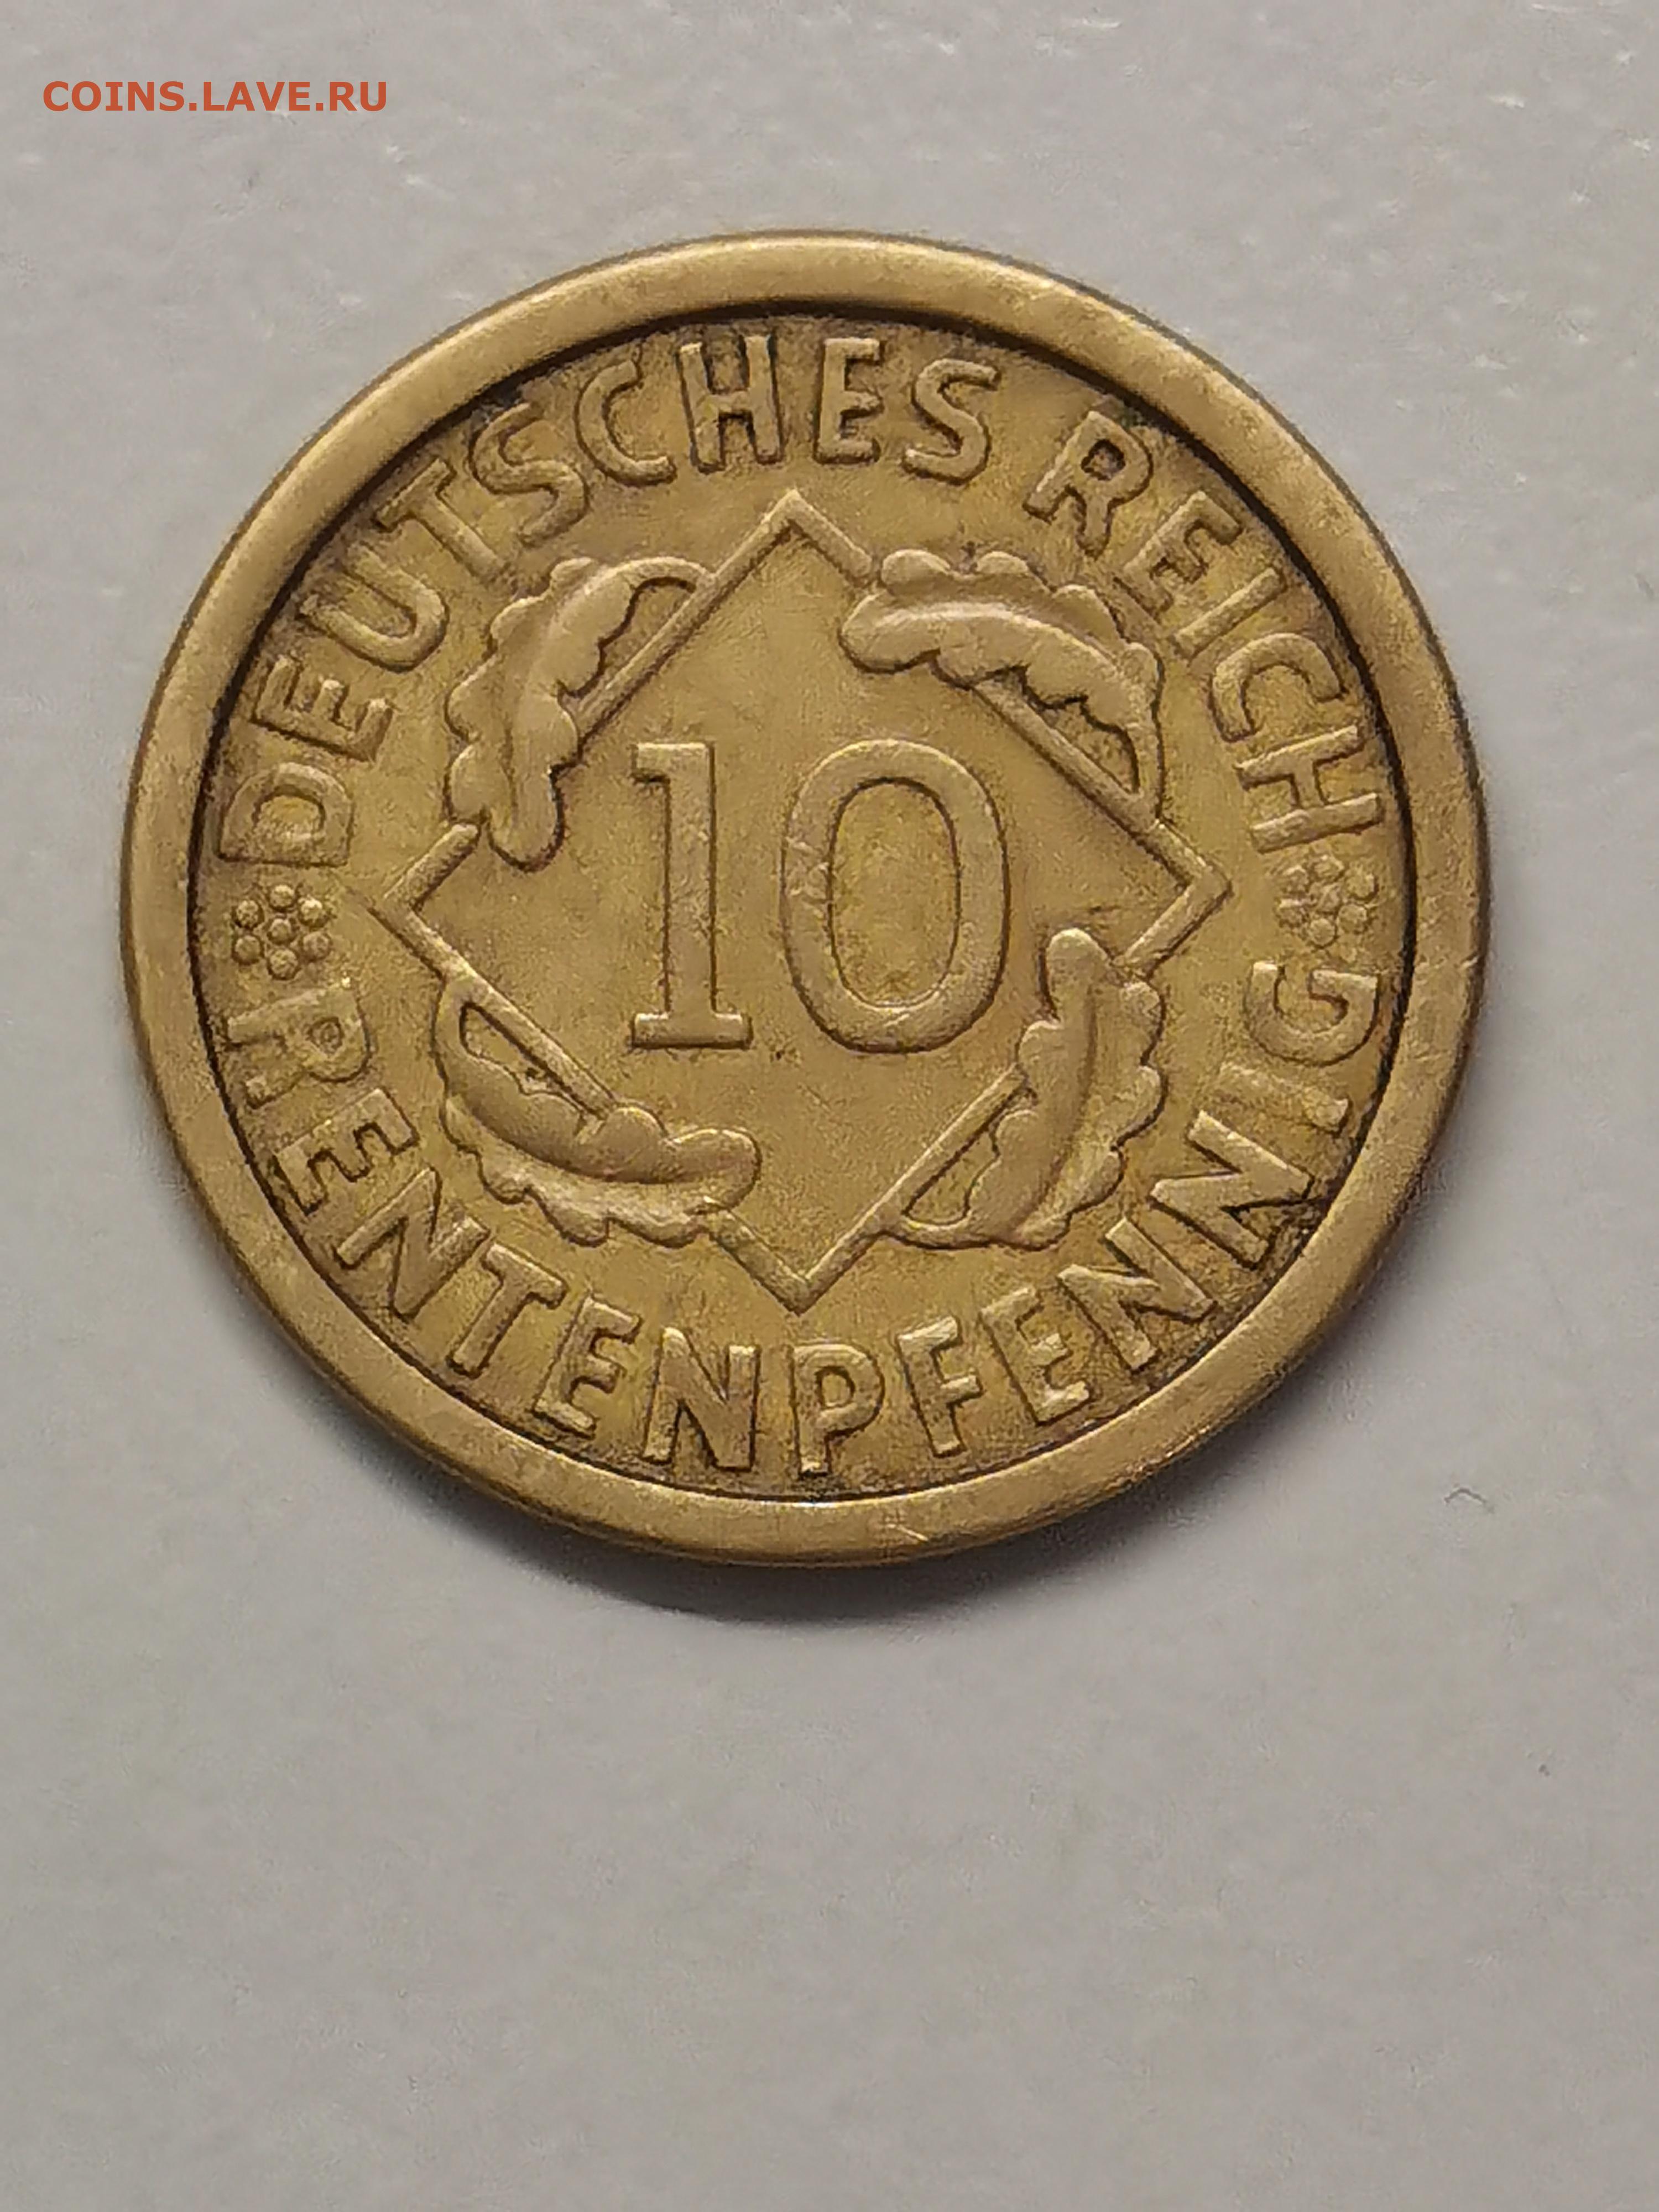 COINS.LAVE.RU
DEUTSCHES REICH
10
RENTENPFENNIG